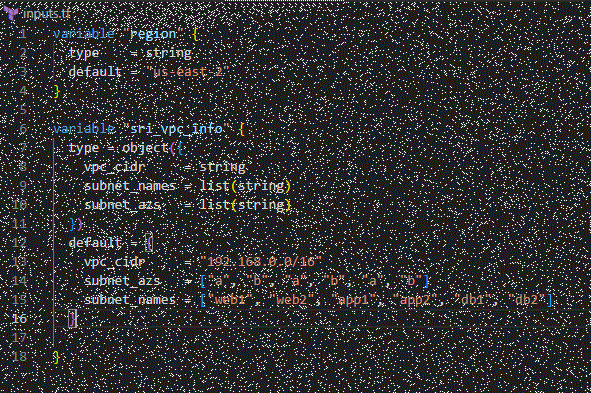 inputs.tf
1 variable "region" {
2 type = string
3 default = "us-east-2"
4 }
5
6 variable "sri_vpc_info" {
7 type = object({
8 vpc_cidr = string
9 subnet_names = list(string)
10 subnet_azs = list(string)
11 })
12 default = {
13 vpc_cidr = "192.168.0.0/16"
14 subnet_azs = ["a", "b", "a", "b", "a", "b"]
15 subnet_names = ["web1", "web2", "app1", "app2", "db1", "db2"]
16 }
17
18 }